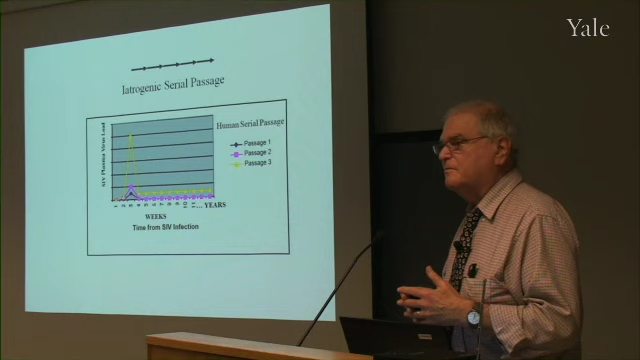 Yale
Iatrogenic Serial Passage
Human Serial Passage
Passage 1
Passage 2
Passage 3
SIV Plasma Virus Load
WEEKS
... YEARS
Time from SIV Infection